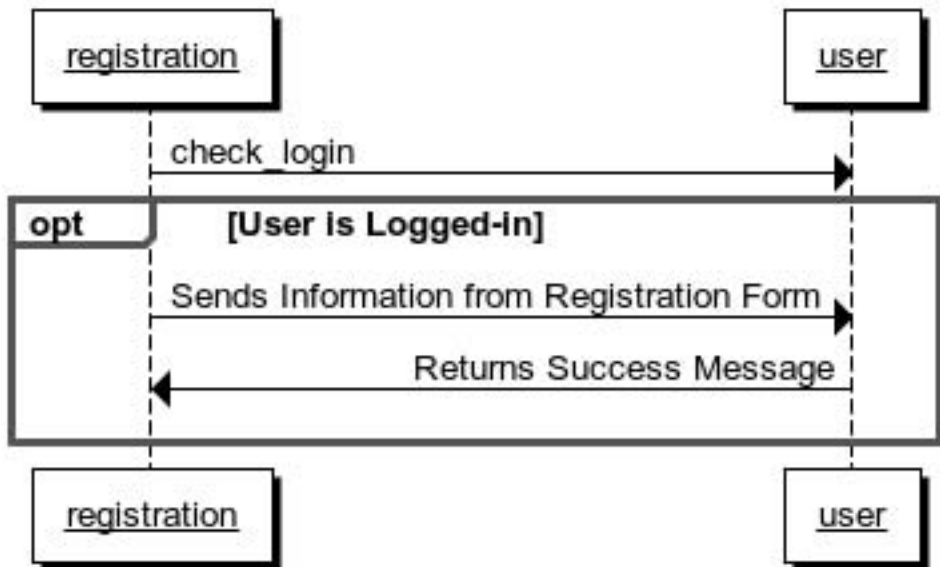 registration
user
check_login
opt
[User is Logged-in]
Sends Information from Registration Form
Returns Success Message
registration
user